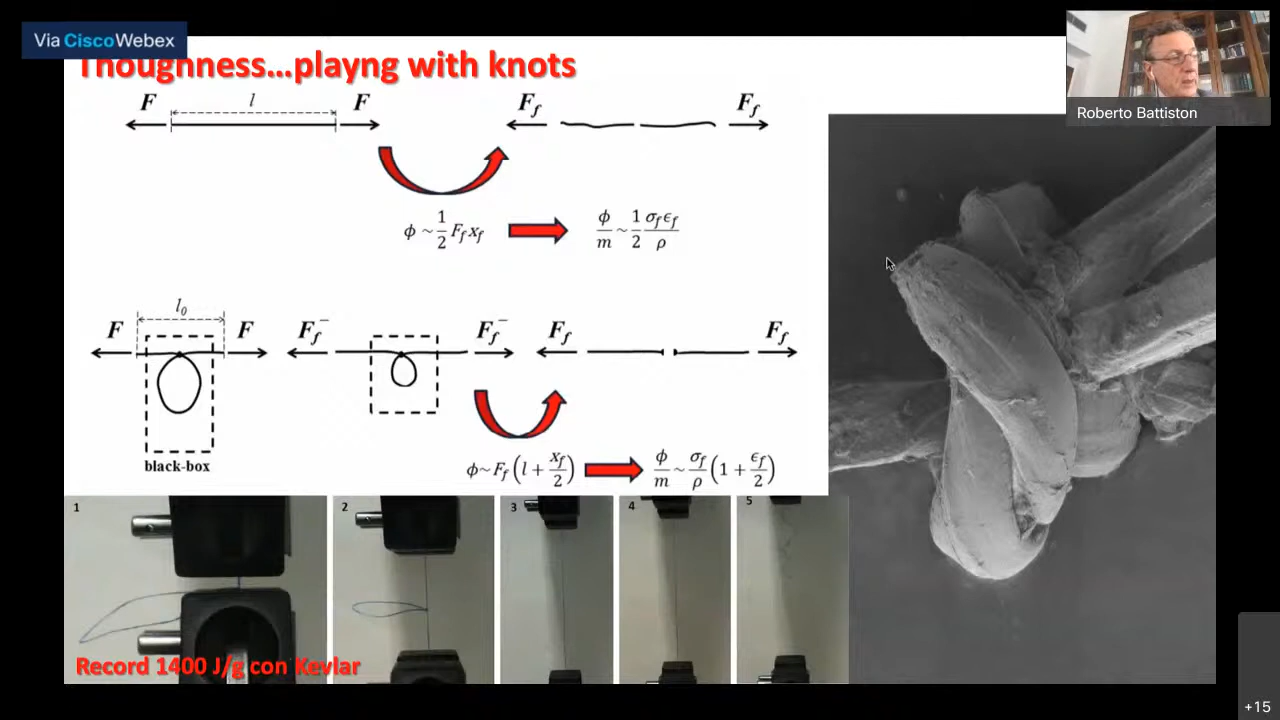 Via Cisco Webex
Thoughness...playng with knots
Roberto Battiston
F l F
F_f F_f
ϕ ~ 1/2 F_f x_f
ϕ/m ~ 1/2 σ_f ϵ_f/ρ
l_0
F F F_f^- F_f^- F_f F_f
black-box
ϕ~F_f(l + x_f/2)
ϕ/m ~ σ_f/ρ (1 + ϵ_f/2)
1 2 3 4 5
Record 1400 J/g con Kevlar
+15